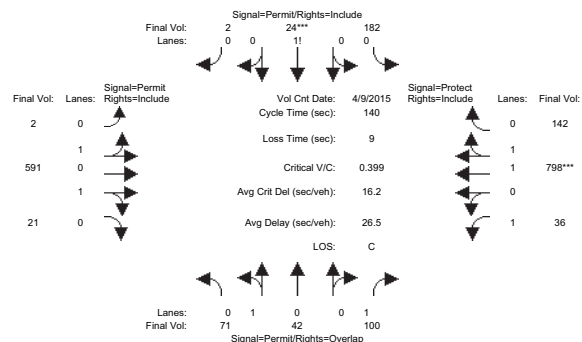 Signal=Permit/Rights=Include
Final Vol: 2 24*** 182
Lanes: 0 0 1! 0 0
Signal=Permit Signal=Protect
Final Vol: Lanes: Rights=Include Vol Cnt Date: 4/9/2015 Rights=Include Lanes: Final Vol:
Cycle Time (sec): 140
2 0 0 142
Loss Time (sec): 9
1 1
591 0 Critical V/C: 0.399 1 798***
1 Avg Crit Del (sec/veh): 16.2 0
21 0 Avg Delay (sec/veh): 26.5 1 36
LOS: C
Lanes: 0 1 0 0 1
Final Vol: 71 42 100
Signal=Permit/Rights=Overlap